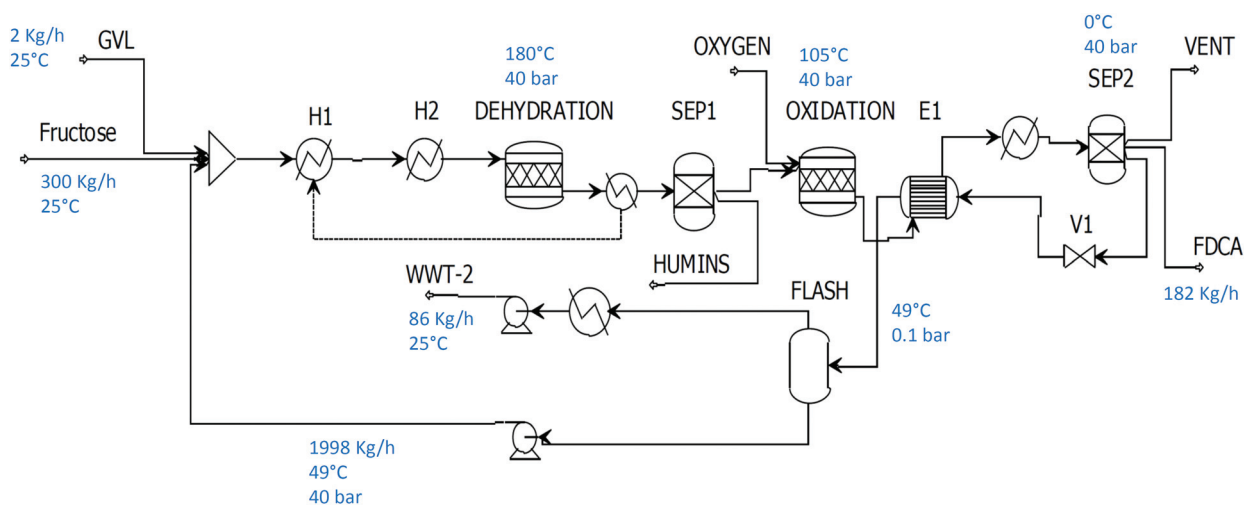 2 Kg/h
25°C
GVL
Fructose
300 Kg/h
25°C
H1
H2
180°C
40 bar
DEHYDRATION
SEP1
HUMINS
OXYGEN
105°C
40 bar
OXIDATION
E1
0°C
40 bar
SEP2
VENT
V1
FDCA
182 Kg/h
WWT-2
86 Kg/h
25°C
FLASH
49°C
0.1 bar
1998 Kg/h
49°C
40 bar